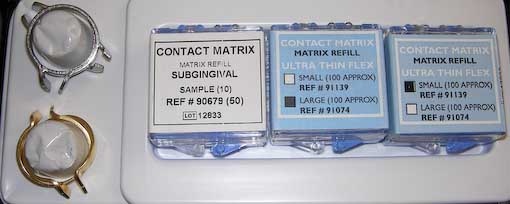 CONTACT MATRIX
MATRIX REFILL
SUBGINGIVAL
SAMPLE (10)
REF # 90679 (50)
LOT 12833
CONTACT MATRIX
MATRIX REFILL
ULTRA THIN FLEX
SMALL (100 APPROX)
REF # 91139
LARGE (100 APPROX)
REF # 91074
CONTACT MATRIX
MATRIX REFILL
ULTRA THIN FLEX
SMALL (100 APPROX)
REF # 91139
LARGE (100 APPROX)
REF # 91074